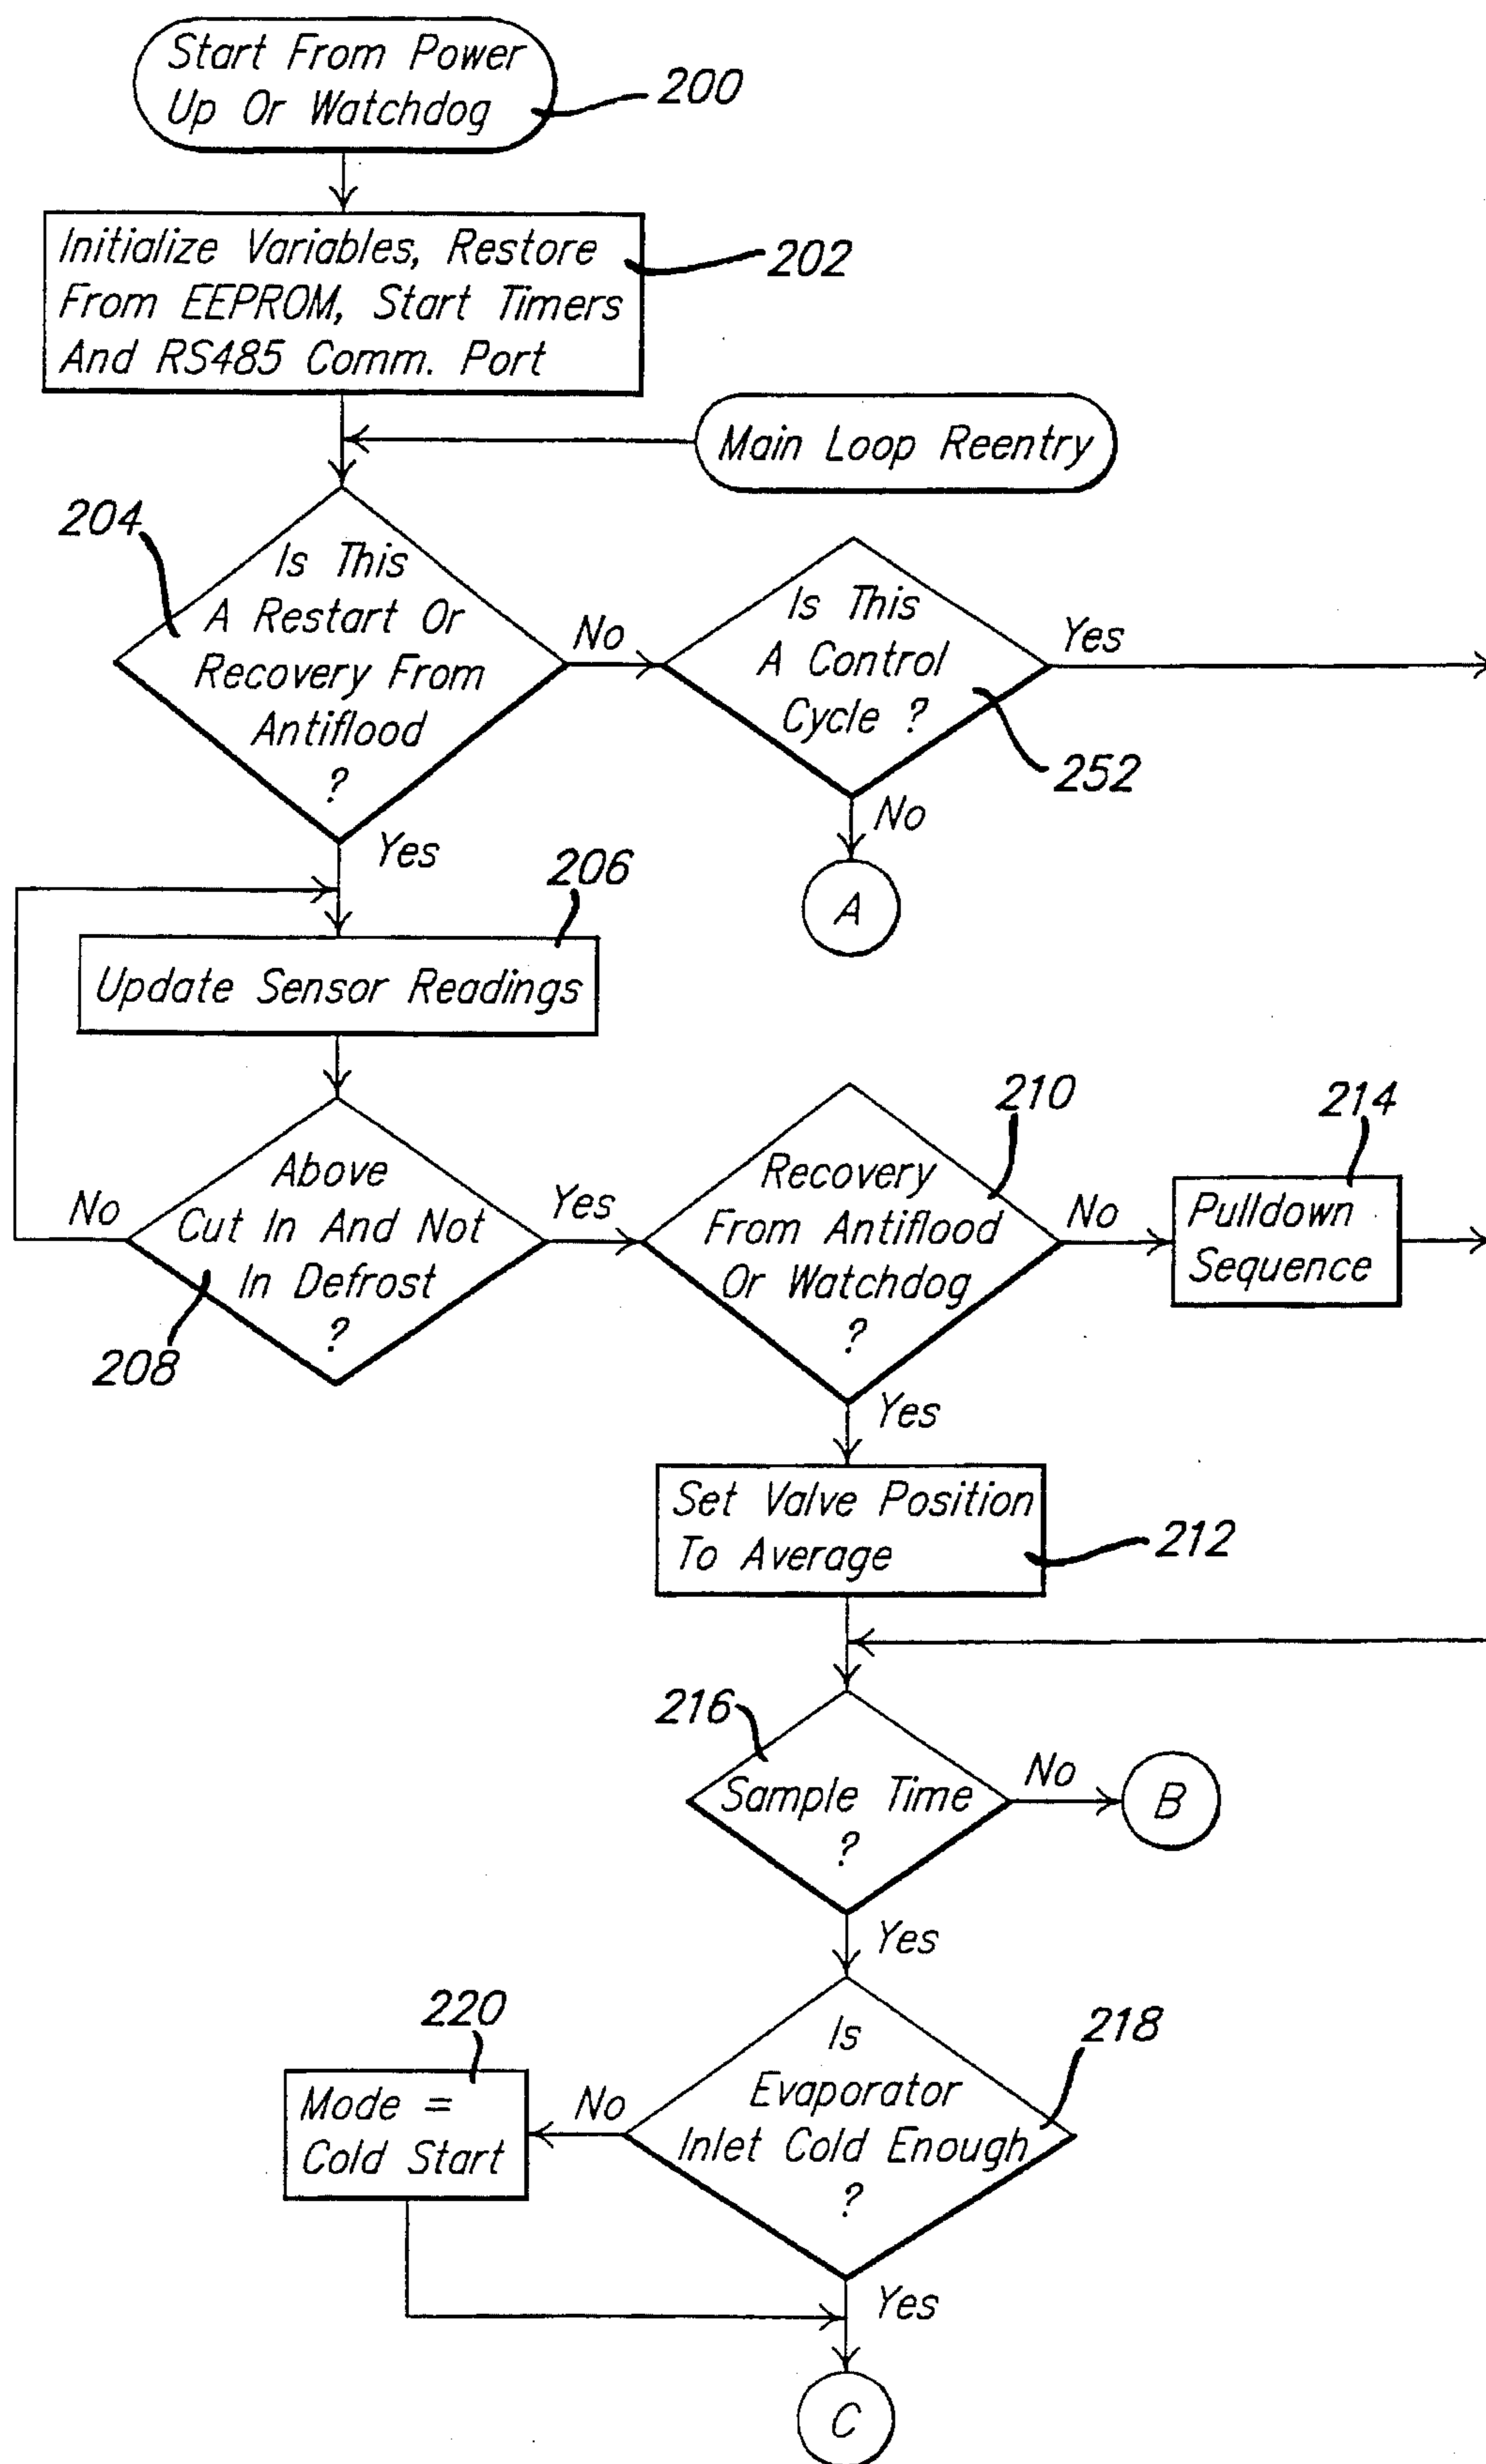 Start From Power
Up Or Watchdog
200
Initialize Variables, Restore
From EEPROM, Start Timers
And RS485 Comm. Port
202
Main Loop Reentry
204
Is This
A Restart Or
Recovery From
Antiflood
?
No
Is This
A Control
Cycle ?
Yes
252
No
A
Yes
206
Update Sensor Readings
Above
Cut In And Not
In Defrost
?
No
208
Yes
210
Recovery
From Antiflood
Or Watchdog
?
No
214
Pulldown
Sequence
Yes
Set Valve Position
To Average
212
216
Sample Time
?
No
B
Yes
218
Is
Evaporator
Inlet Cold Enough
?
No
220
Mode =
Cold Start
Yes
C